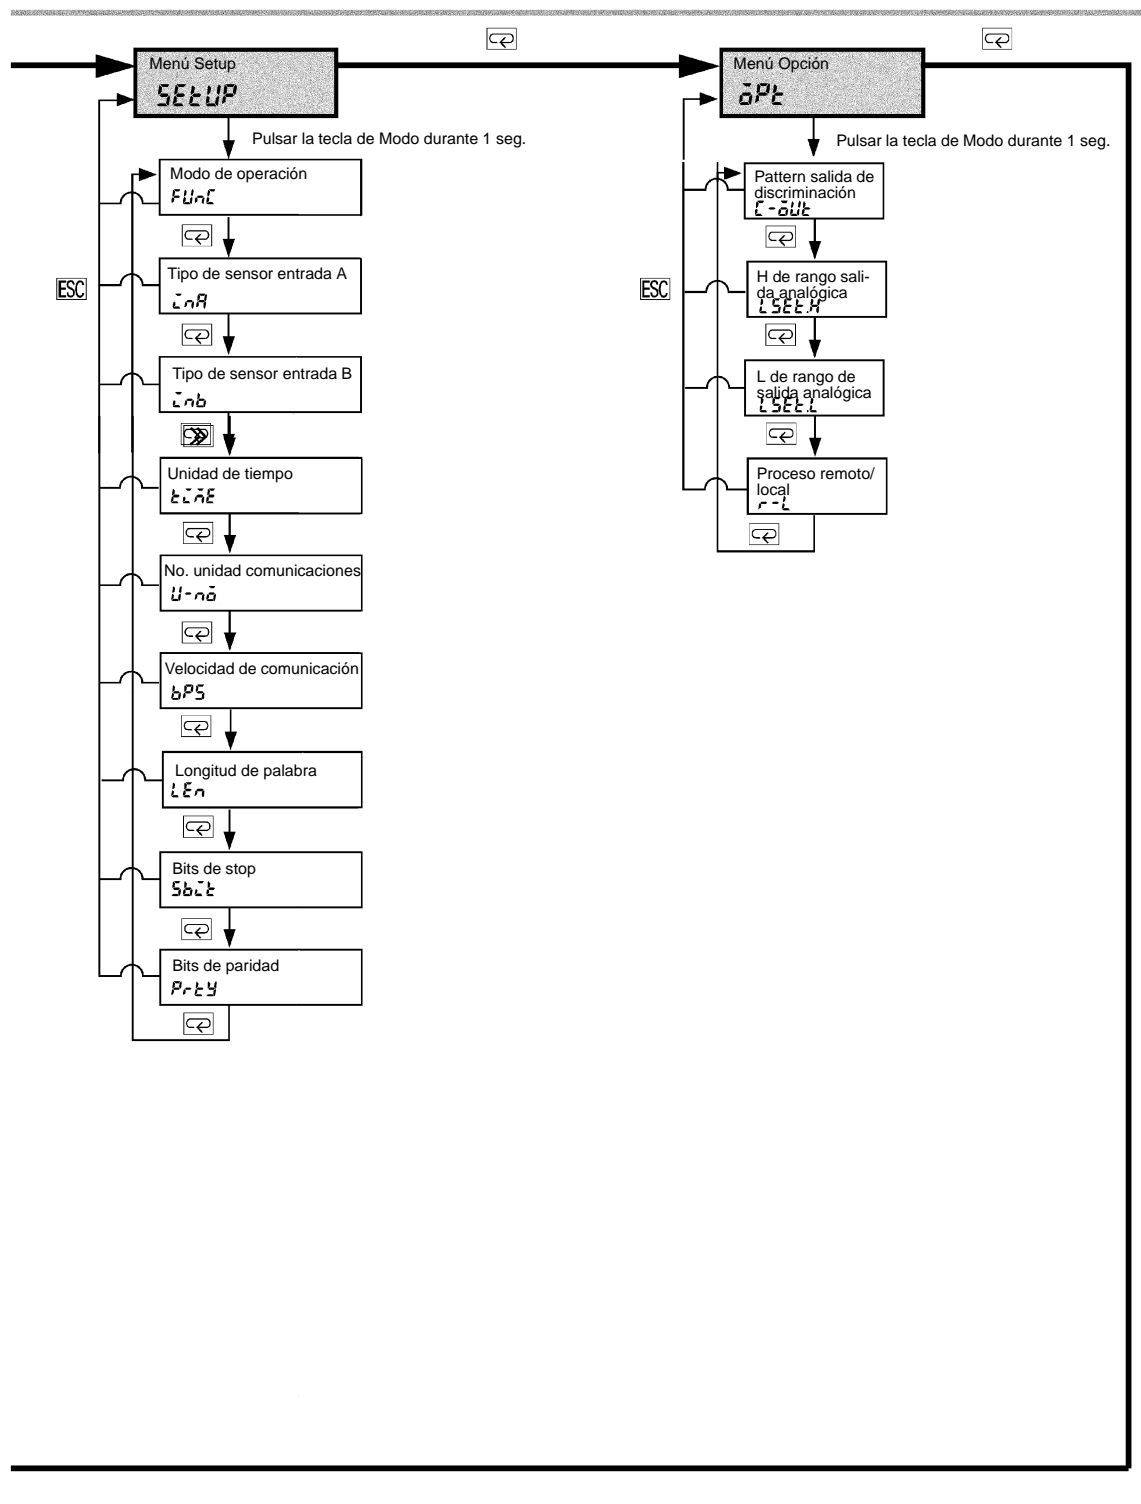 Menú Setup
SEtUP
Pulsar la tecla de Modo durante 1 seg.
Modo de operación
FUnC
Tipo de sensor entrada A
inA
ESC
Tipo de sensor entrada B
inb
Unidad de tiempo
timE
No. unidad comunicaciones
U-no
Velocidad de comunicación
bPS
Longitud de palabra
LEn
Bits de stop
Sbit
Bits de paridad
PrtY
Menú Opción
oPt
Pulsar la tecla de Modo durante 1 seg.
Pattern salida de
discriminación
C-oUt
H de rango sali-
da analógica
LSEt.H
ESC
L de rango de
salida analógica
LSEt.L
Proceso remoto/
local
r-L